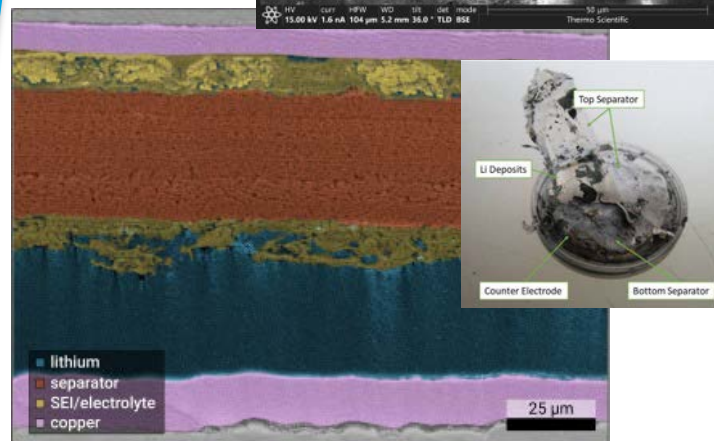 HV curr HFW WD tilt det mode
15.00 kV 1.6 nA 104 µm 5.2 mm 36.0 ° TLD BSE
50 µm
Thermo Scientific
Top Separator
Li Deposits
Counter Electrode
Bottom Separator
lithium
separator
SEI/electrolyte
copper
25 µm